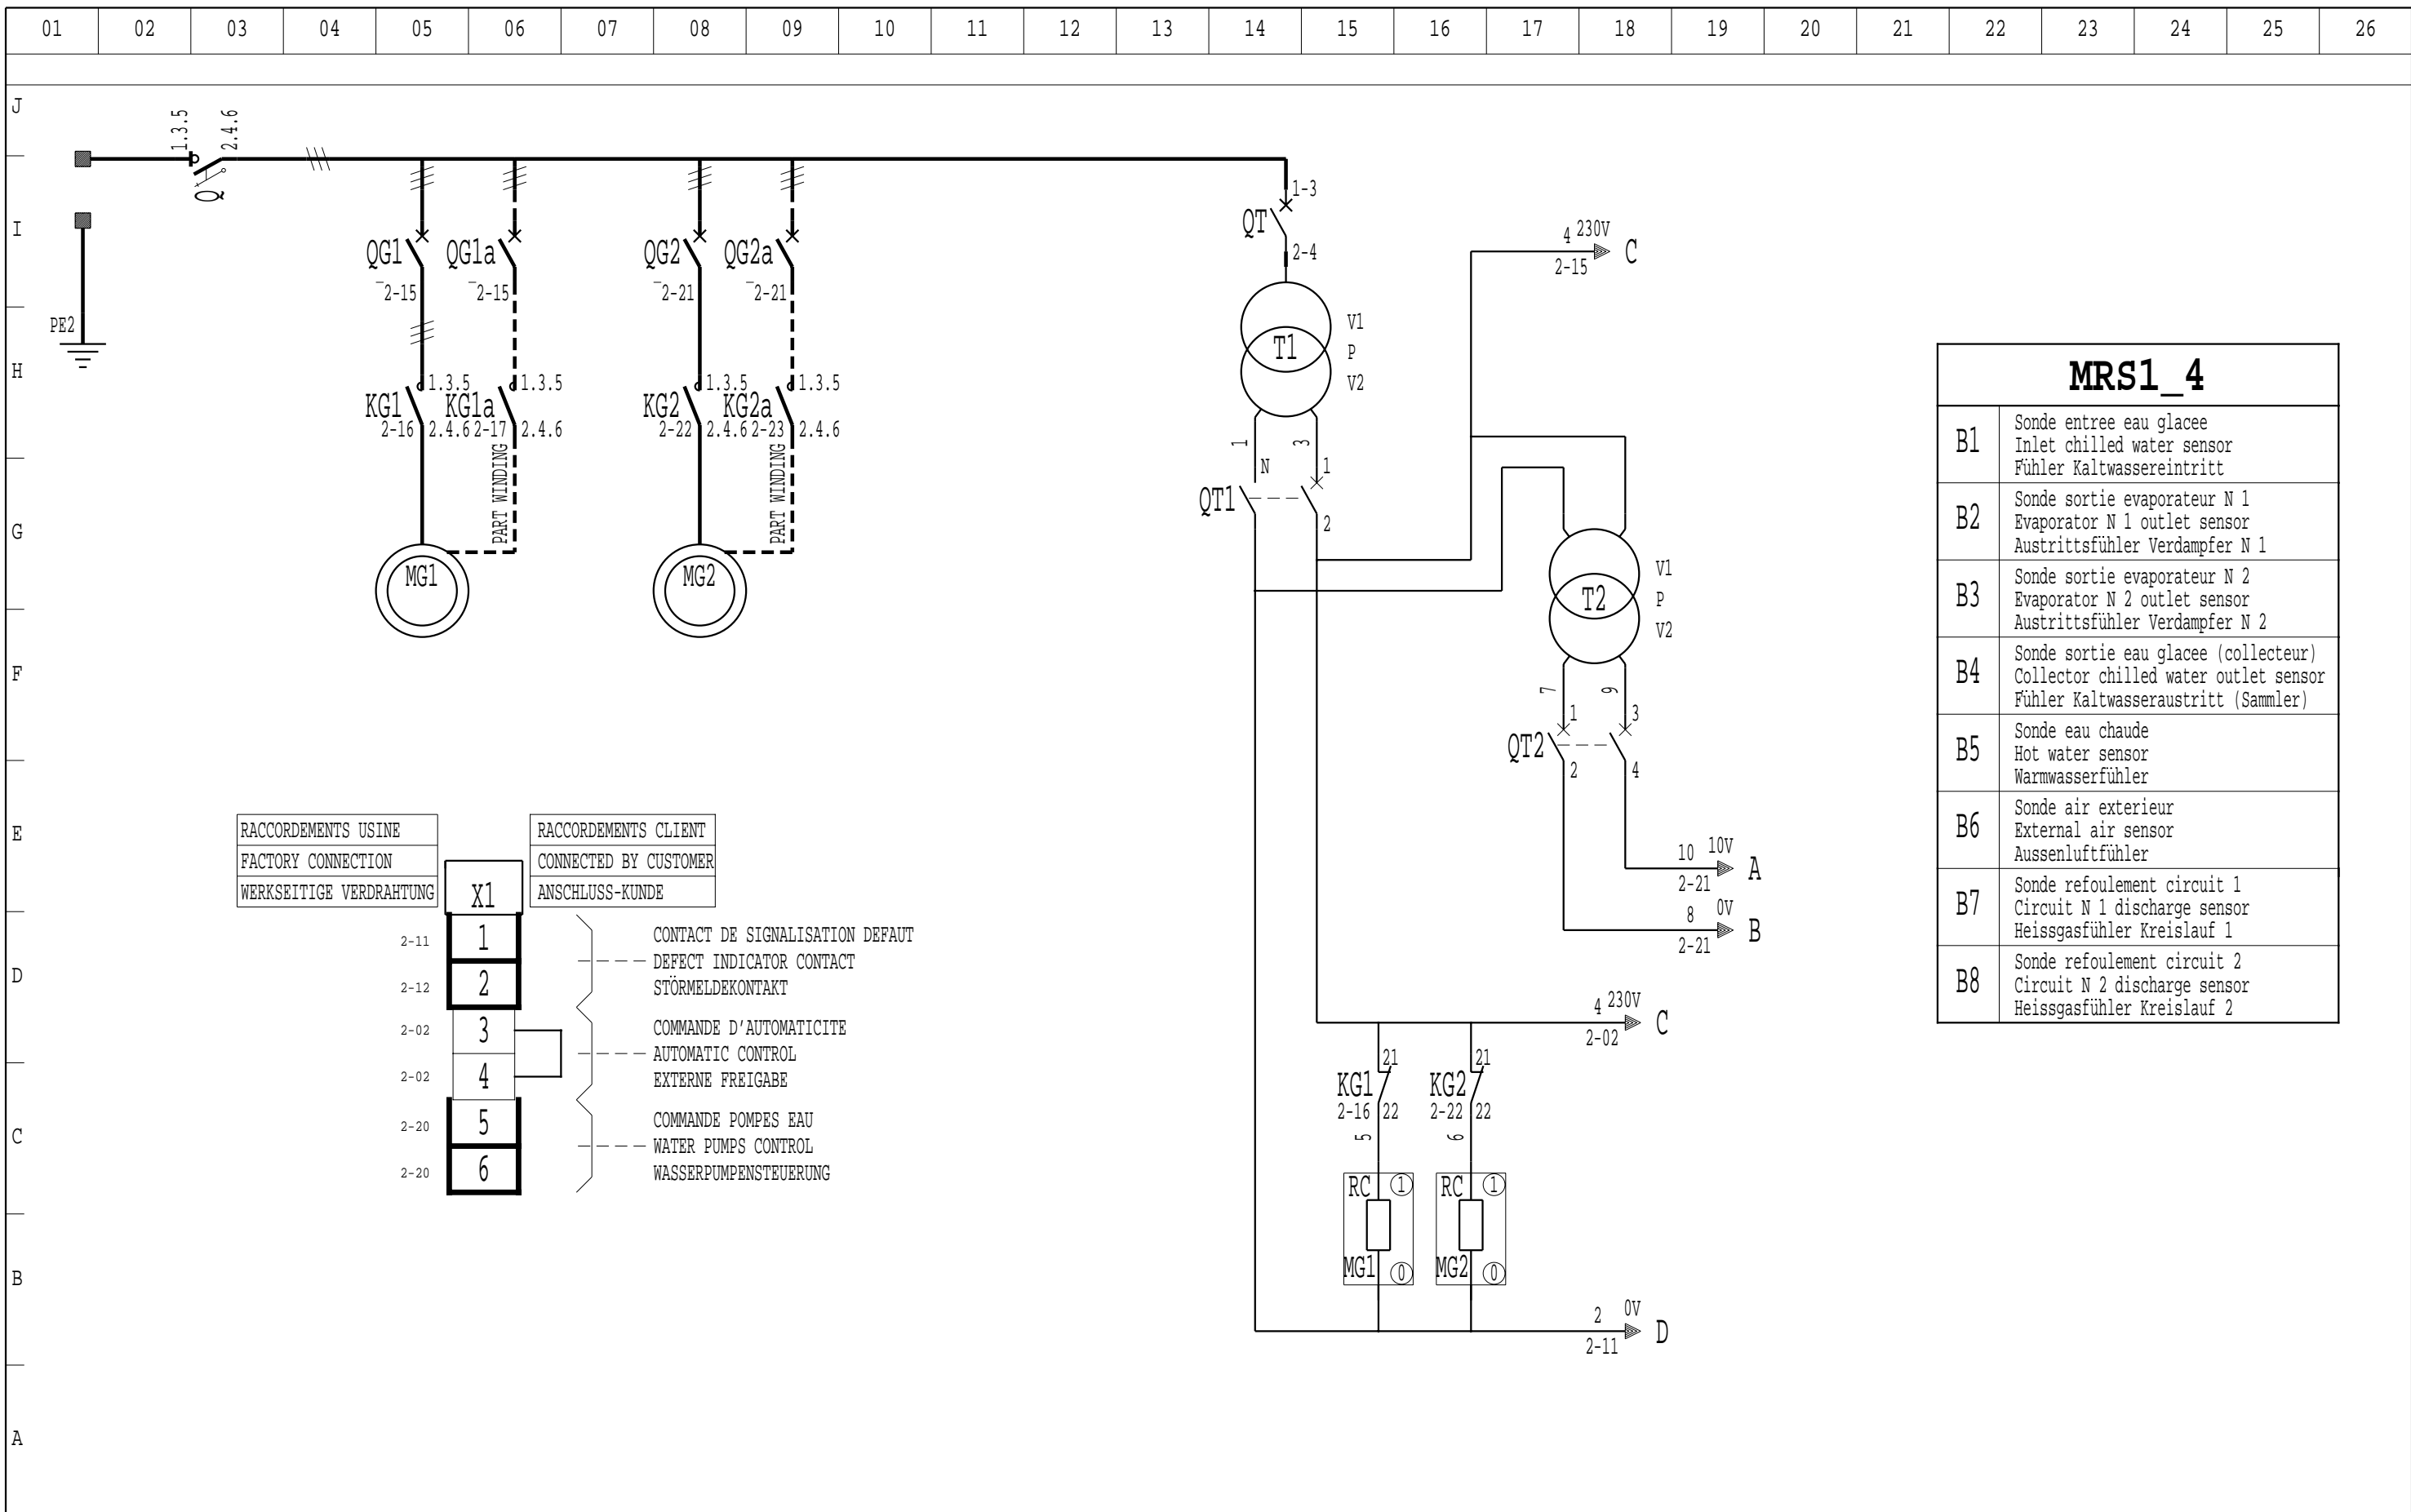 01 02 03 04 05 06 07 08 09 10 11 12 13 14 15 16 17 18 19 20 21 22 23 24 25 26
J
I
H
G
F
E
D
C
B
A
1.3.5
2.4.6
Q
PE2
QG1
2-15
QG1a
2-15
QG2
2-21
QG2a
2-21
1.3.5
KG1
2-16
2.4.6
1.3.5
KG1a
2-17
2.4.6
1.3.5
KG2
2-22
2.4.6
1.3.5
KG2a
2-23
2.4.6
PART WINDING
PART WINDING
MG1
MG2
1-3
QT
2-4
T1
V1
P
V2
1
3
N
1
QT1
2
4 230V
2-15
C
T2
V1
P
V2
7
9
1
3
QT2
2
4
10 10V
2-21
A
8 0V
2-21
B
4 230V
2-02
C
21
KG1
2-16
22
5
21
KG2
2-22
22
6
RC 1
MG1 0
RC 1
MG2 0
2 0V
2-11
D
RACCORDEMENTS USINE
FACTORY CONNECTION
WERKSEITIGE VERDRAHTUNG
X1
RACCORDEMENTS CLIENT
CONNECTED BY CUSTOMER
ANSCHLUSS-KUNDE
2-11 1
2-12 2
2-02 3
2-02 4
2-20 5
2-20 6
CONTACT DE SIGNALISATION DEFAUT
DEFECT INDICATOR CONTACT
STÖRMELDEKONTAKT
COMMANDE D'AUTOMATICITE
AUTOMATIC CONTROL
EXTERNE FREIGABE
COMMANDE POMPES EAU
WATER PUMPS CONTROL
WASSERPUMPENSTEUERUNG
MRS1_4
B1
Sonde entree eau glacee
Inlet chilled water sensor
Fühler Kaltwassereintritt
B2
Sonde sortie evaporateur N 1
Evaporator N 1 outlet sensor
Austrittsfühler Verdampfer N 1
B3
Sonde sortie evaporateur N 2
Evaporator N 2 outlet sensor
Austrittsfühler Verdampfer N 2
B4
Sonde sortie eau glacee (collecteur)
Collector chilled water outlet sensor
Fühler Kaltwasseraustritt (Sammler)
B5
Sonde eau chaude
Hot water sensor
Warmwasserfühler
B6
Sonde air exterieur
External air sensor
Aussenluftfühler
B7
Sonde refoulement circuit 1
Circuit N 1 discharge sensor
Heissgasfühler Kreislauf 1
B8
Sonde refoulement circuit 2
Circuit N 2 discharge sensor
Heissgasfühler Kreislauf 2